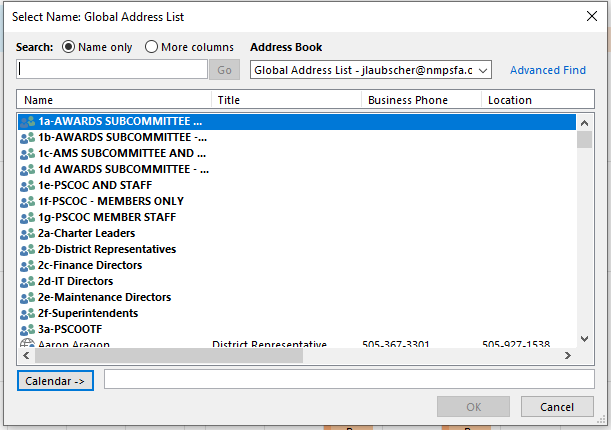 Select Name: Global Address List
Search: Name only More columns Address Book
Go Global Address List - jlaubscher@nmpsfa.o Advanced Find
Name Title Business Phone Location
1a-AWARDS SUBCOMMITTEE ...
1b-AWARDS SUBCOMMITTEE -...
1c-AMS SUBCOMMITTEE AND ...
1d AWARDS SUBCOMMITTEE - ...
1e-PSCOC AND STAFF
1f-PSCOC - MEMBERS ONLY
1g-PSCOC MEMBER STAFF
2a-Charter Leaders
2b-District Representatives
2c-Finance Directors
2d-IT Directors
2e-Maintenance Directors
2f-Superintendents
3a-PSCOOTF
Aaron Aragon District Representative 505-367-3301 505-927-1538
Calendar ->
OK Cancel